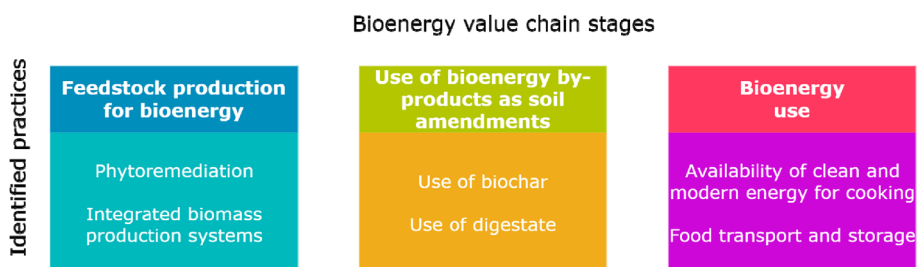 Bioenergy value chain stages
Identified practices
Feedstock production
for bioenergy
Phytoremediation
Integrated biomass
production systems
Use of bioenergy by-
products as soil
amendments
Use of biochar
Use of digestate
Bioenergy
use
Availability of clean and
modern energy for cooking
Food transport and storage